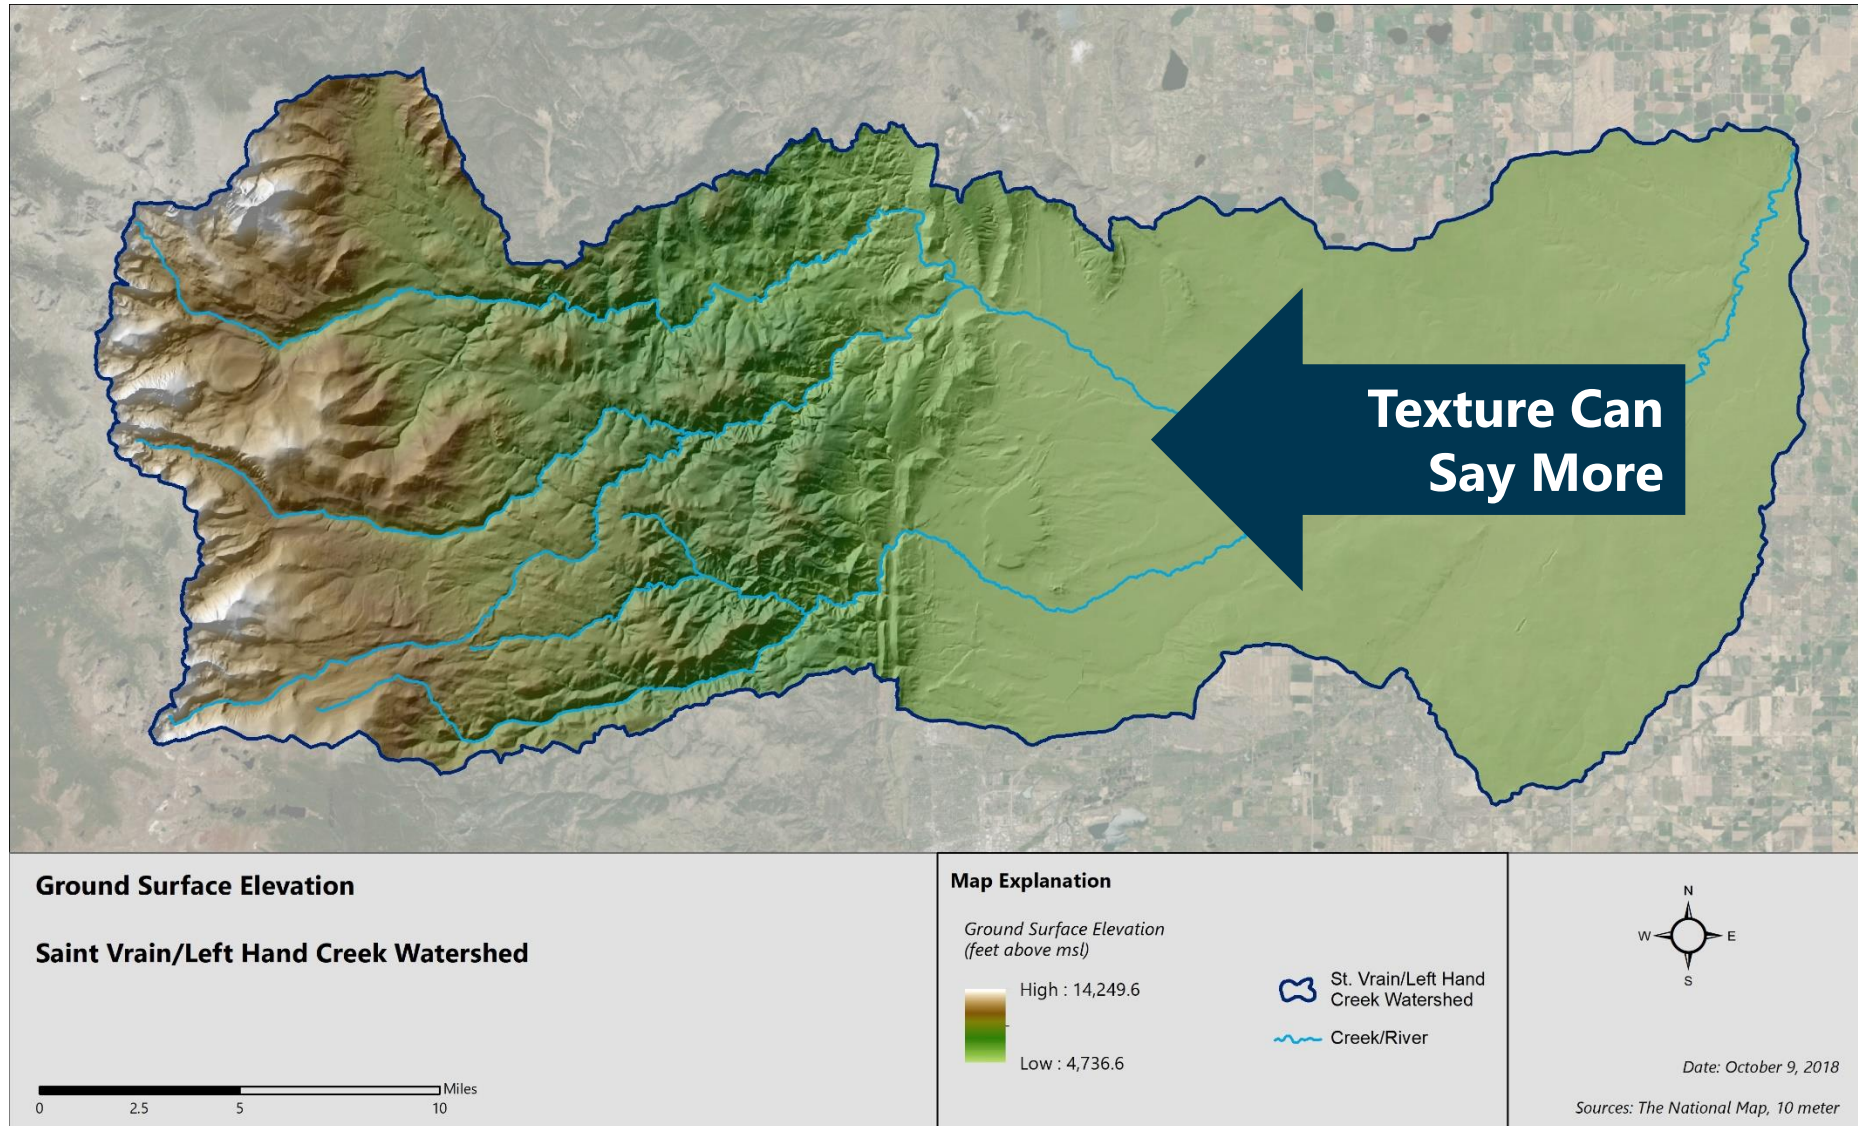 Texture Can
Say More
Ground Surface Elevation
Saint Vrain/Left Hand Creek Watershed
0
2.5
5
10
Miles
Map Explanation
Ground Surface Elevation
(feet above msl)
High : 14,249.6
Low : 4,736.6
St. Vrain/Left Hand
Creek Watershed
Creek/River
N
W
E
S
Date: October 9, 2018
Sources: The National Map, 10 meter